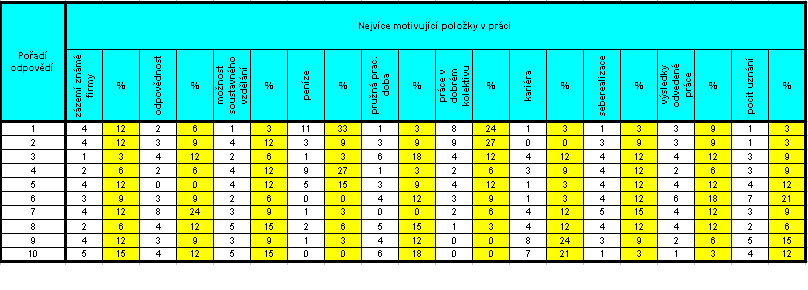 Nejvíce motivující položky v práci
Pořadí
odpovědí
zázení známé
firmy
%
odpovědnost
%
možnost
soustavného
vzdělání
%
peníze
%
pružná prac.
doba
%
práce v
dobrém
kolektivu
%
kariéra
%
seberealizace
%
výsledky
odvedené
práce
%
pocit uznání
%
1 4 12 2 6 1 3 11 33 1 3 8 24 1 3 1 3 3 9 1 3
2 4 12 3 9 4 12 3 9 3 9 9 27 0 0 3 9 3 9 1 3
3 1 3 4 12 2 6 1 3 6 18 4 12 4 12 4 12 4 12 3 9
4 2 6 2 6 4 12 9 27 1 3 2 6 3 9 4 12 2 6 3 9
5 4 12 0 0 4 12 5 15 3 9 4 12 1 3 4 12 4 12 4 12
6 3 9 3 9 2 6 0 0 4 12 3 9 1 3 4 12 6 18 7 21
7 4 12 8 24 3 9 1 3 0 0 2 6 4 12 5 15 4 12 3 9
8 2 6 4 12 5 15 2 6 5 15 1 3 4 12 4 12 4 12 2 6
9 4 12 3 9 3 9 1 3 4 12 0 0 8 24 3 9 2 6 5 15
10 5 15 4 12 5 15 0 0 6 18 0 0 7 21 1 3 1 3 4 12